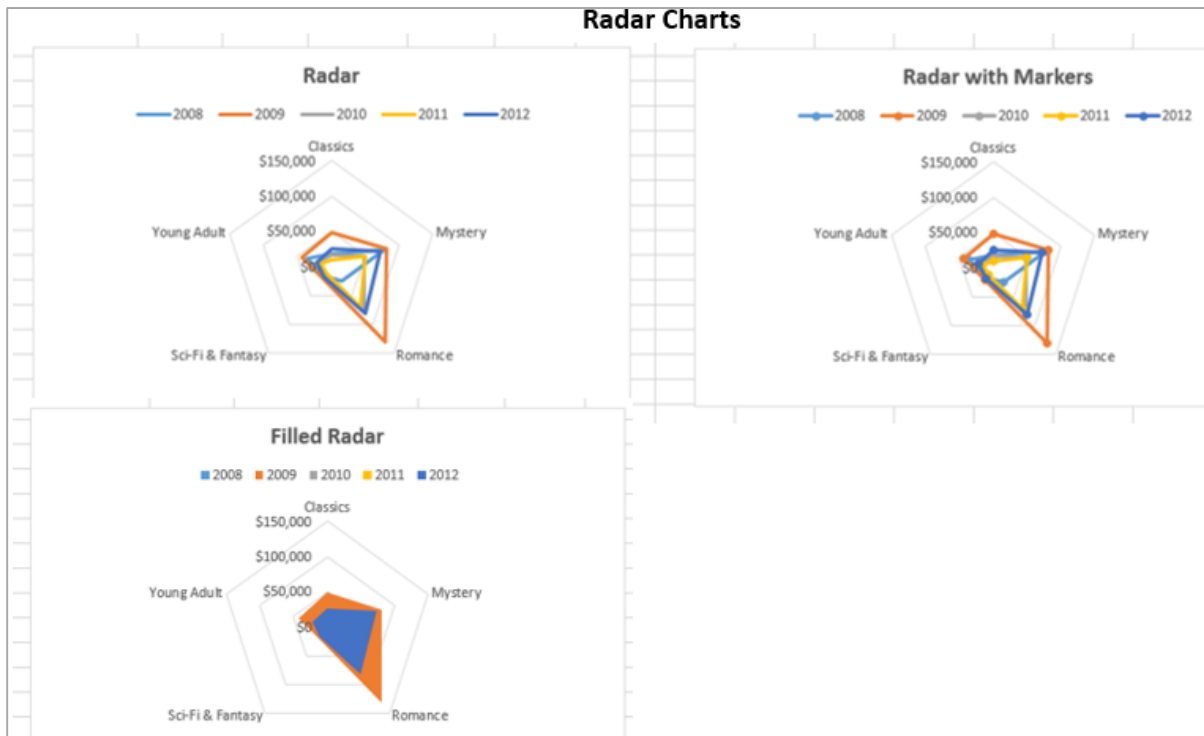 Radar Charts
Radar
2008 2009 2010 2011 2012
Classics
$150,000
$100,000
$50,000
$0
Young Adult
Mystery
Sci-Fi & Fantasy
Romance
Radar with Markers
2008 2009 2010 2011 2012
Classics
$150,000
$100,000
$50,000
$0
Young Adult
Mystery
Sci-Fi & Fantasy
Romance
Filled Radar
2008 2009 2010 2011 2012
Classics
$150,000
$100,000
$50,000
$0
Young Adult
Mystery
Sci-Fi & Fantasy
Romance